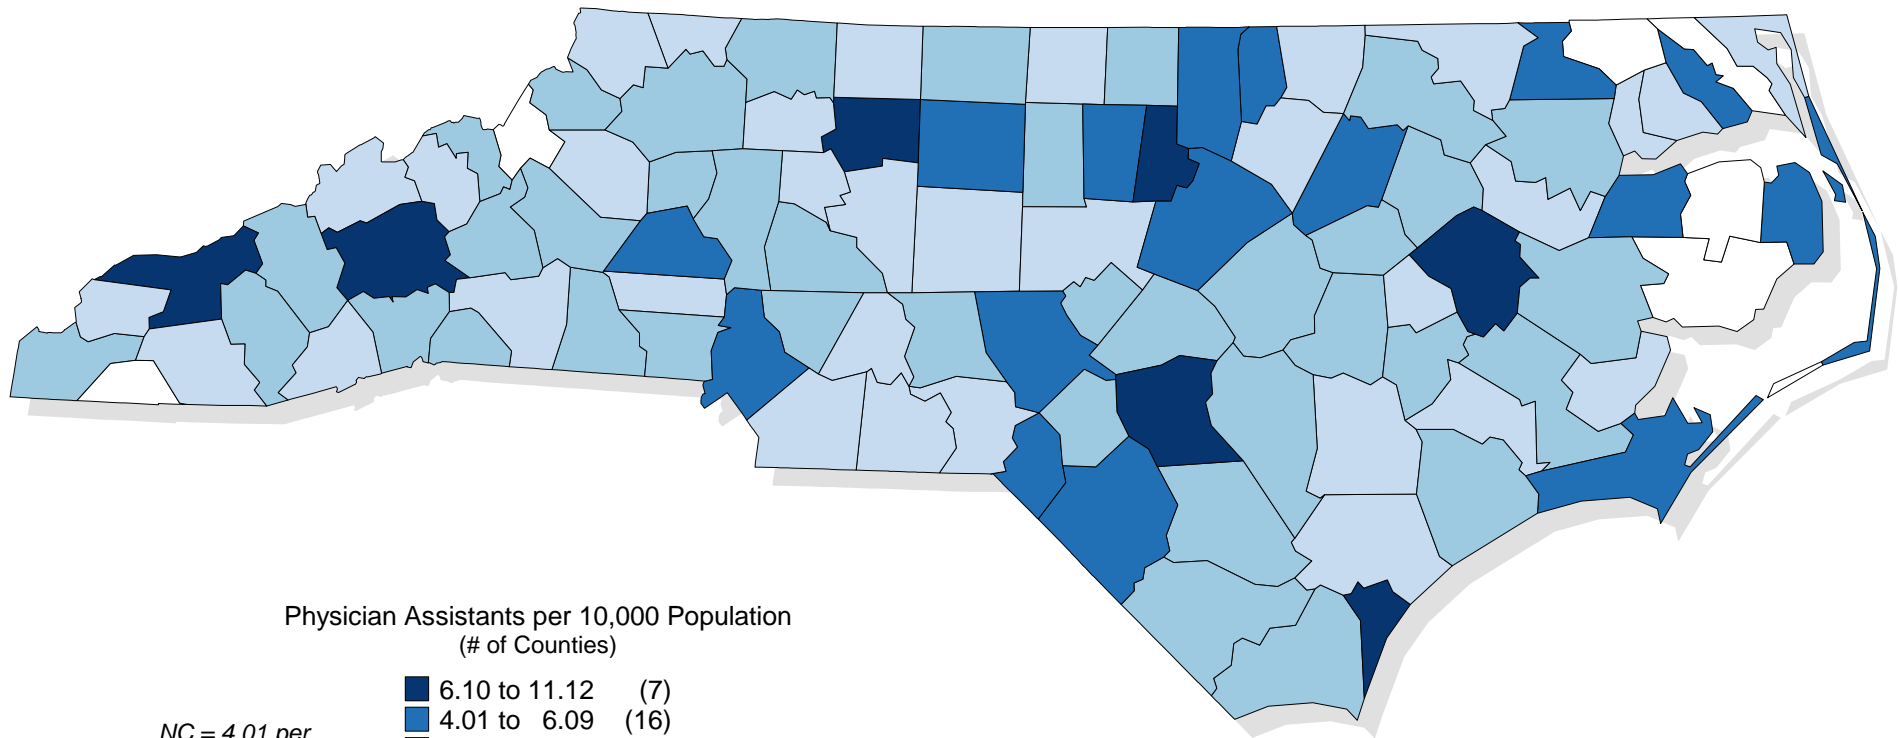 Physician Assistants per 10,000 Population
(# of Counties)
6.10 to 11.12 (7)
4.01 to 6.09 (16)
NC = 4.01 per